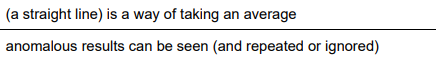 (a straight line) is a way of taking an average
anomalous results can be seen (and repeated or ignored)